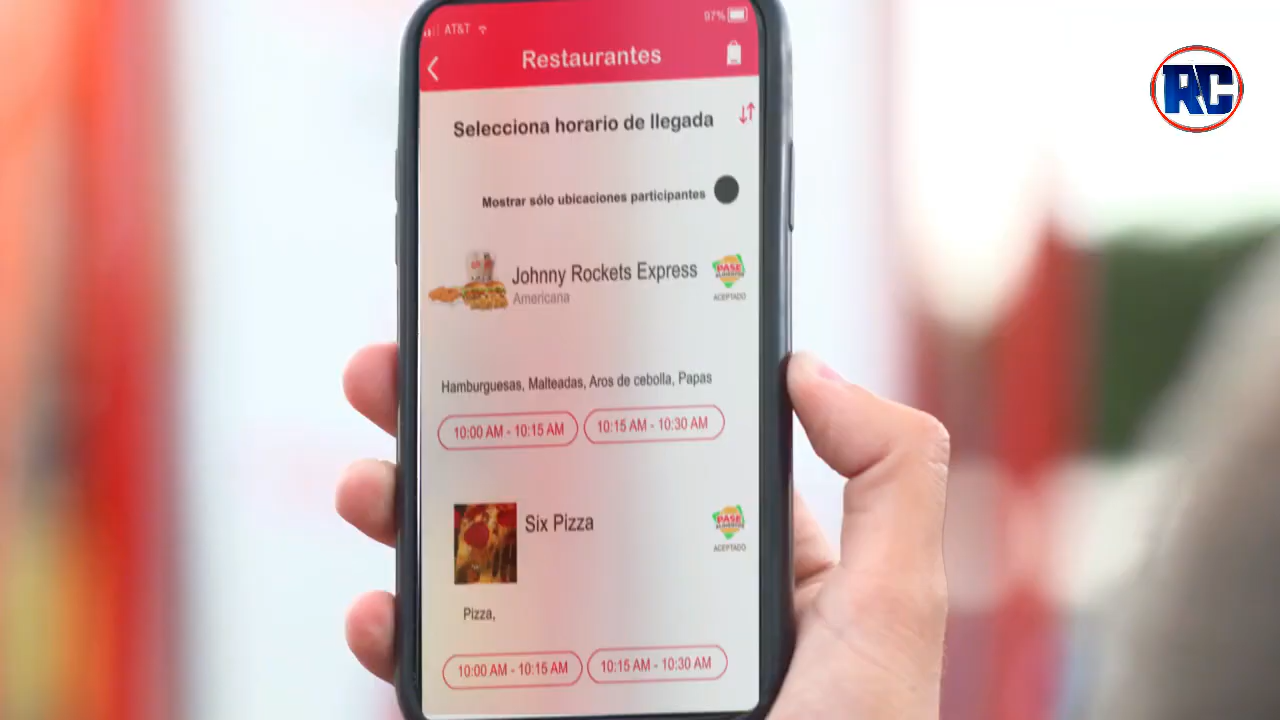 AT&T
97%
Restaurantes
RC
Selecciona horario de llegada
Mostrar sólo ubicaciones participantes
Johnny Rockets Express
Americana
PASE
ACEPTADO
Hamburguesas, Malteadas, Aros de cebolla, Papas
10:00 AM - 10:15 AM
10:15 AM - 10:30 AM
Six Pizza
PASE
ACEPTADO
Pizza,
10:00 AM - 10:15 AM
10:15 AM - 10:30 AM